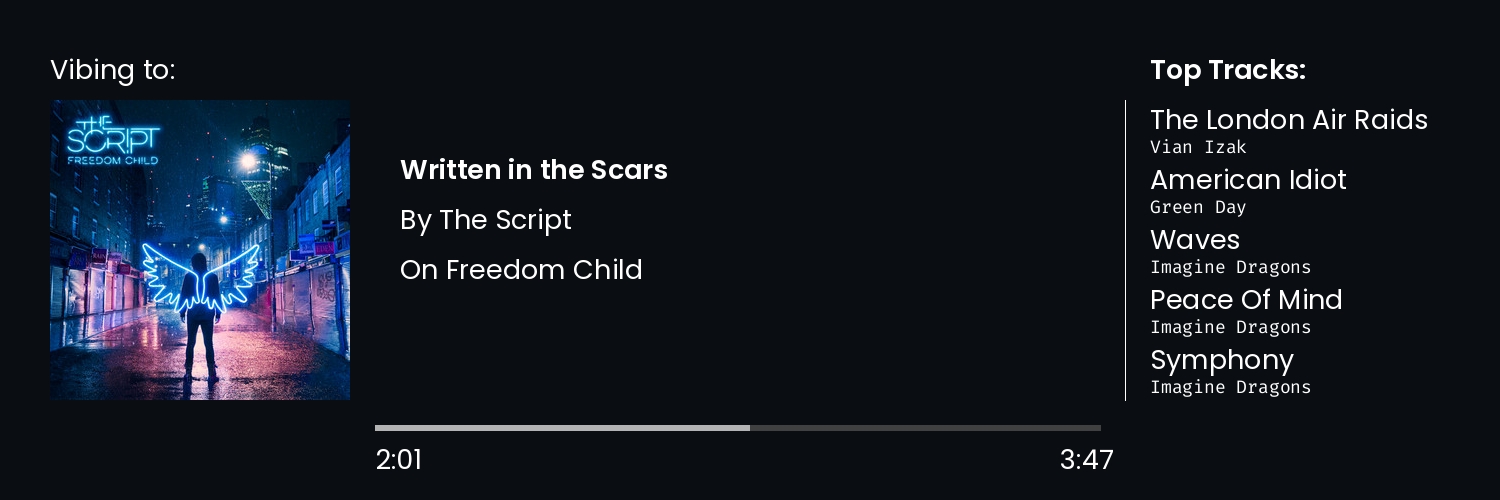 Vibing to:
THE
SCRIPT
FREEDOM CHILD
Written in the Scars
By The Script
On Freedom Child
2:01
3:47
Top Tracks:
The London Air Raids
Vian Izak
American Idiot
Green Day
Waves
Imagine Dragons
Peace Of Mind
Imagine Dragons
Symphony
Imagine Dragons